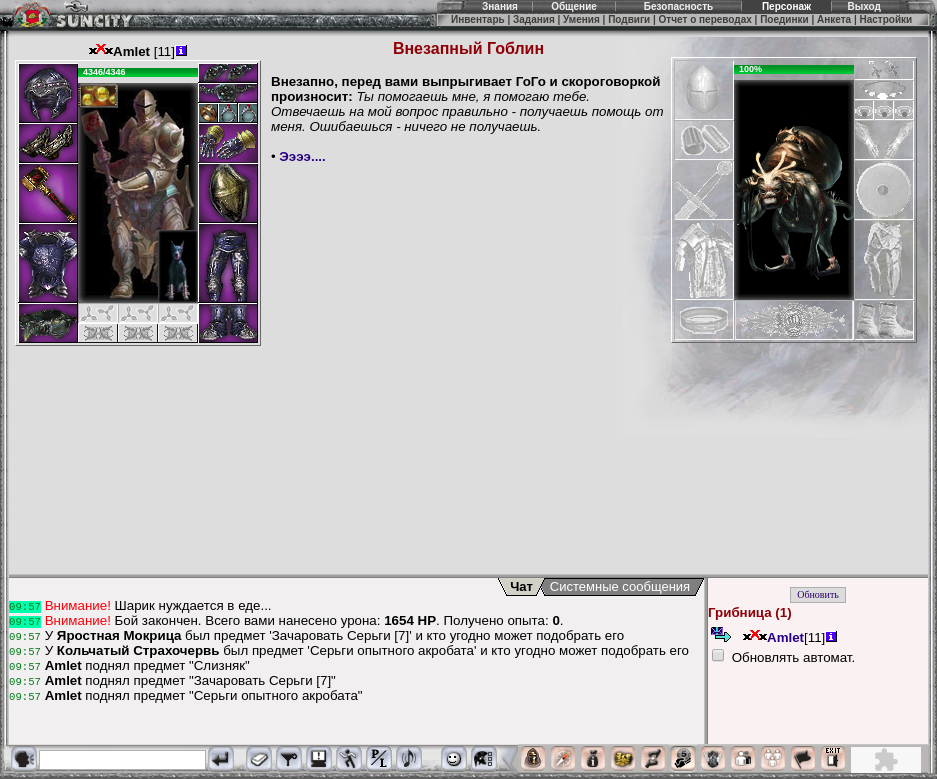 SUNCITY
Знания Общение Безопасность Персонаж Выход
Инвентарь | Задания | Умения | Подвиги | Отчет о переводах | Поединки | Анкета | Настройки
Amlet [11]
4346/4346
Внезапный Гоблин
Внезапно, перед вами выпрыгивает ГоГо и скороговоркой
произносит: Ты помогаешь мне, я помогаю тебе.
Отвечаешь на мой вопрос правильно - получаешь помощь от
меня. Ошибаешься - ничего не получаешь.
• Ээээ....
100%
Чат Системные сообщения
09:57 Внимание! Шарик нуждается в еде...
09:57 Внимание! Бой закончен. Всего вами нанесено урона: 1654 HP. Получено опыта: 0.
09:57 У Яростная Мокрица был предмет 'Зачаровать Серьги [7]' и кто угодно может подобрать его
09:57 У Кольчатый Страхочервь был предмет 'Серьги опытного акробата' и кто угодно может подобрать его
09:57 Amlet поднял предмет "Слизняк"
09:57 Amlet поднял предмет "Зачаровать Серьги [7]"
09:57 Amlet поднял предмет "Серьги опытного акробата"
Обновить
Грибница (1)
Amlet[11]
Обновлять автомат.
P/L
EXIT